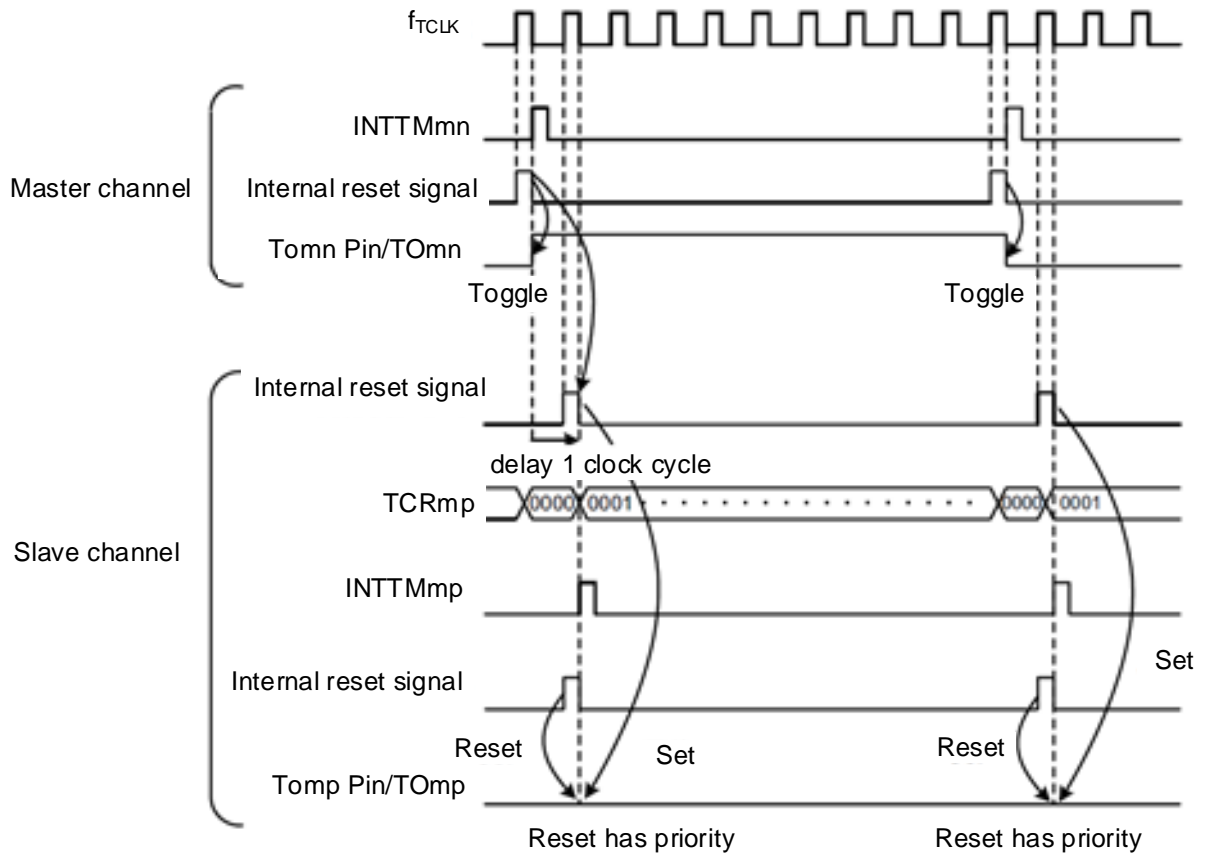 fTCLK
INTTMmn
Master channel
Internal reset signal
Tomn Pin/TOmn
Toggle
Toggle
Internal reset signal
delay 1 clock cycle
TCRmp
0000
0001
0000
0001
Slave channel
INTTMmp
Set
Internal reset signal
Reset
Set
Reset
Tomp Pin/TOmp
Reset has priority
Reset has priority